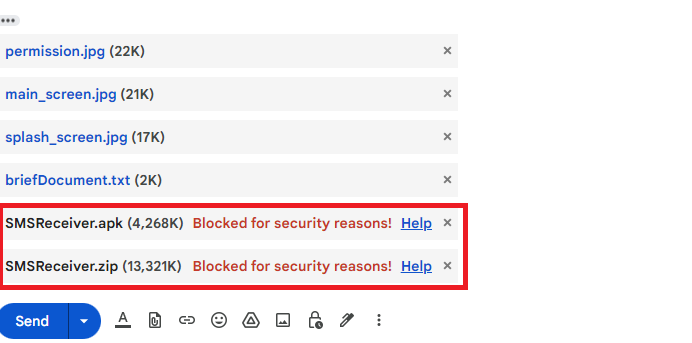 permission.jpg (22K) ×
main_screen.jpg (21K) ×
splash_screen.jpg (17K) ×
briefDocument.txt (2K) ×
SMSReceiver.apk (4,268K) Blocked for security reasons! Help ×
SMSReceiver.zip (13,321K) Blocked for security reasons! Help ×
Send A